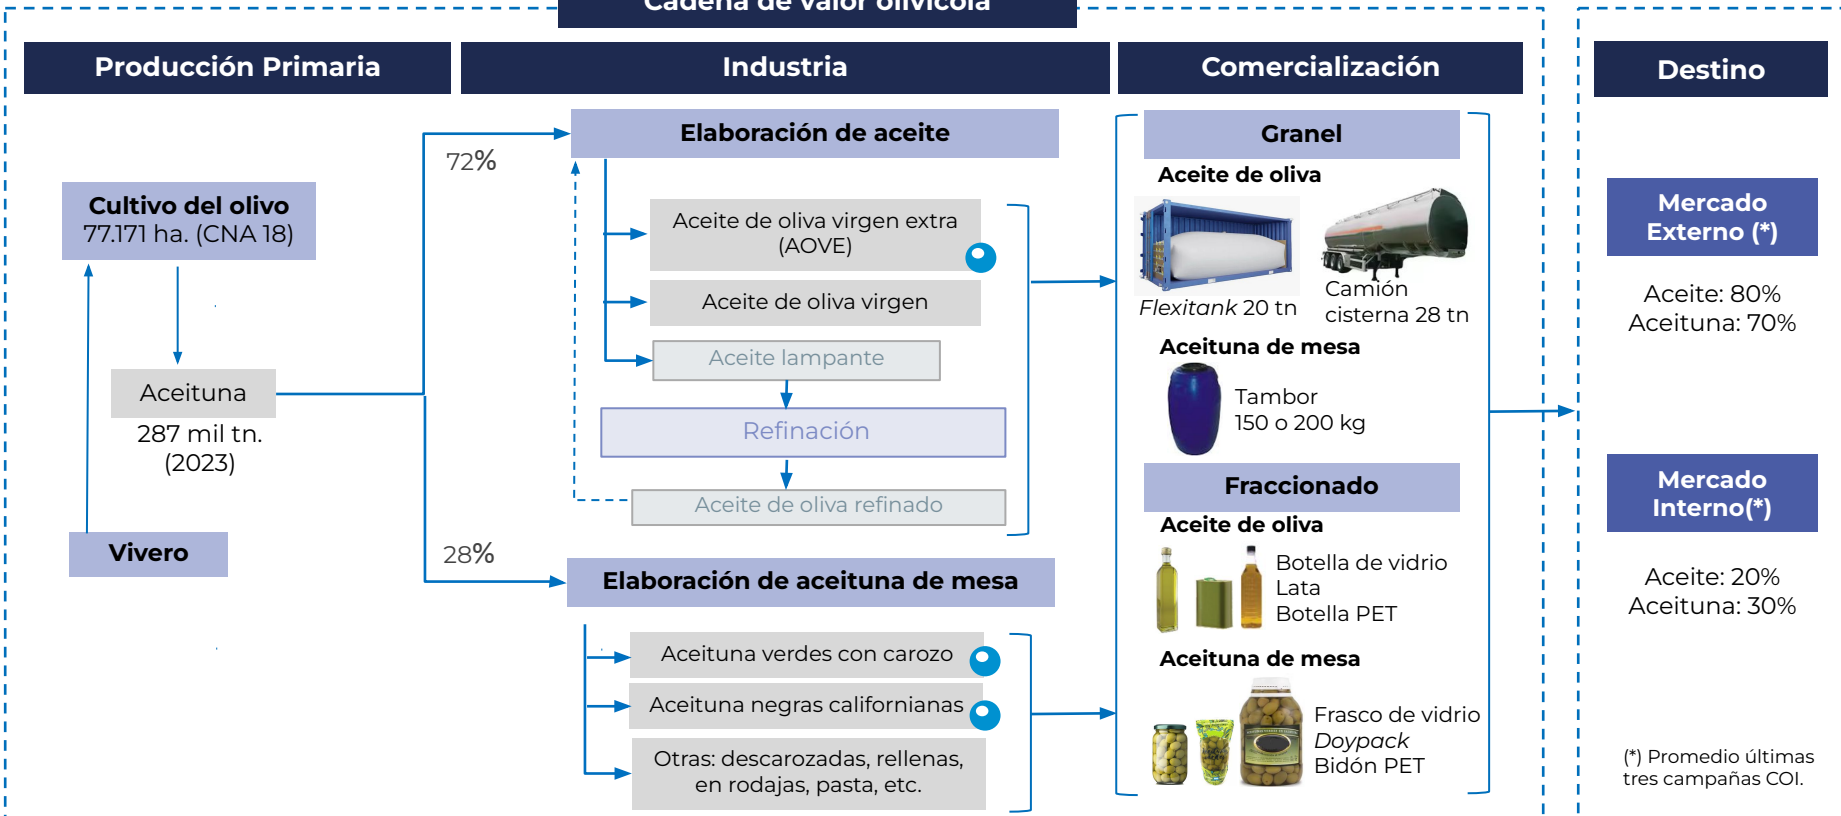 Cadena de valor olivícola
Producción Primaria
Industria
Comercialización
Destino
Cultivo del olivo
77.171 ha. (CNA 18)
Aceituna
287 mil tn.
(2023)
Vivero
72%
28%
Elaboración de aceite
Aceite de oliva virgen extra
(AOVE)
Aceite de oliva virgen
Aceite lampante
Refinación
Aceite de oliva refinado
Elaboración de aceituna de mesa
Aceituna verdes con carozo
Aceituna negras californianas
Otras: descarozadas, rellenas,
en rodajas, pasta, etc.
Granel
Aceite de oliva
Flexitank 20 tn
Camión
cisterna 28 tn
Aceituna de mesa
Tambor
150 o 200 kg
Fraccionado
Aceite de oliva
Botella de vidrio
Lata
Botella PET
Aceituna de mesa
Frasco de vidrio
Doypack
Bidón PET
Mercado
Externo (*)
Aceite: 80%
Aceituna: 70%
Mercado
Interno(*)
Aceite: 20%
Aceituna: 30%
(*) Promedio últimas
tres campañas COI.